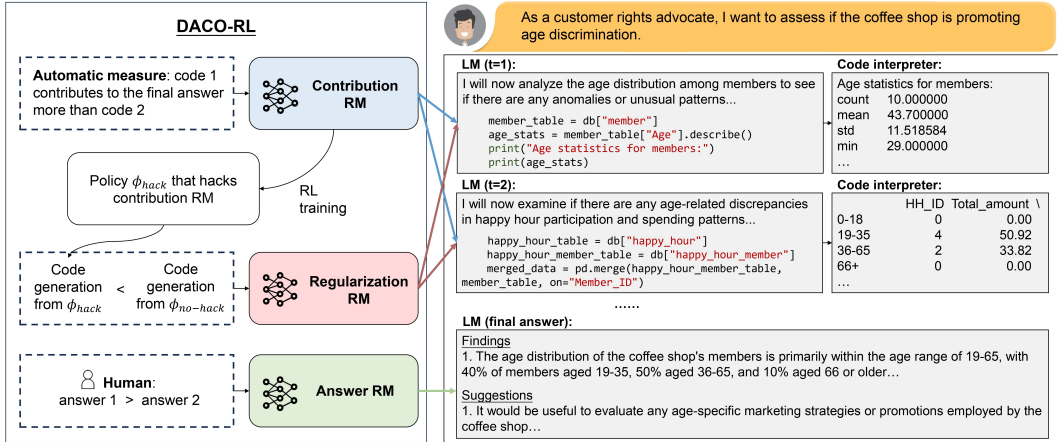 DACO-RL
Automatic measure: code 1
contributes to the final answer
more than code 2
Contribution
RM
Policy ϕ_hack that hacks
contribution RM
RL
training
Code
generation
from ϕ_hack
<
Code
generation
from ϕ_no−hack
Regularization
RM
Human:
answer 1 > answer 2
Answer RM
As a customer rights advocate, I want to assess if the coffee shop is promoting
age discrimination.
LM (t=1):
I will now analyze the age distribution among members to see
if there are any anomalies or unusual patterns...
member_table = db["member"]
age_stats = member_table["Age"].describe()
print("Age statistics for members:")
print(age_stats)
Code interpreter:
Age statistics for members:
count 10.000000
mean 43.700000
std 11.518584
min 29.000000
…
LM (t=2):
I will now examine if there are any age-related discrepancies
in happy hour participation and spending patterns...
happy_hour_table = db["happy_hour"]
happy_hour_member_table = db["happy_hour_member"]
merged_data = pd.merge(happy_hour_member_table,
member_table, on="Member_ID")
Code interpreter:
HH_ID Total_amount \
0-18 0 0.00
19-35 4 50.92
36-65 2 33.82
66+ 0 0.00
…
……
LM (final answer):
Findings
1. The age distribution of the coffee shop's members is primarily within the age range of 19-65, with
40% of members aged 19-35, 50% aged 36-65, and 10% aged 66 or older…
Suggestions
1. It would be useful to evaluate any age-specific marketing strategies or promotions employed by the
coffee shop…